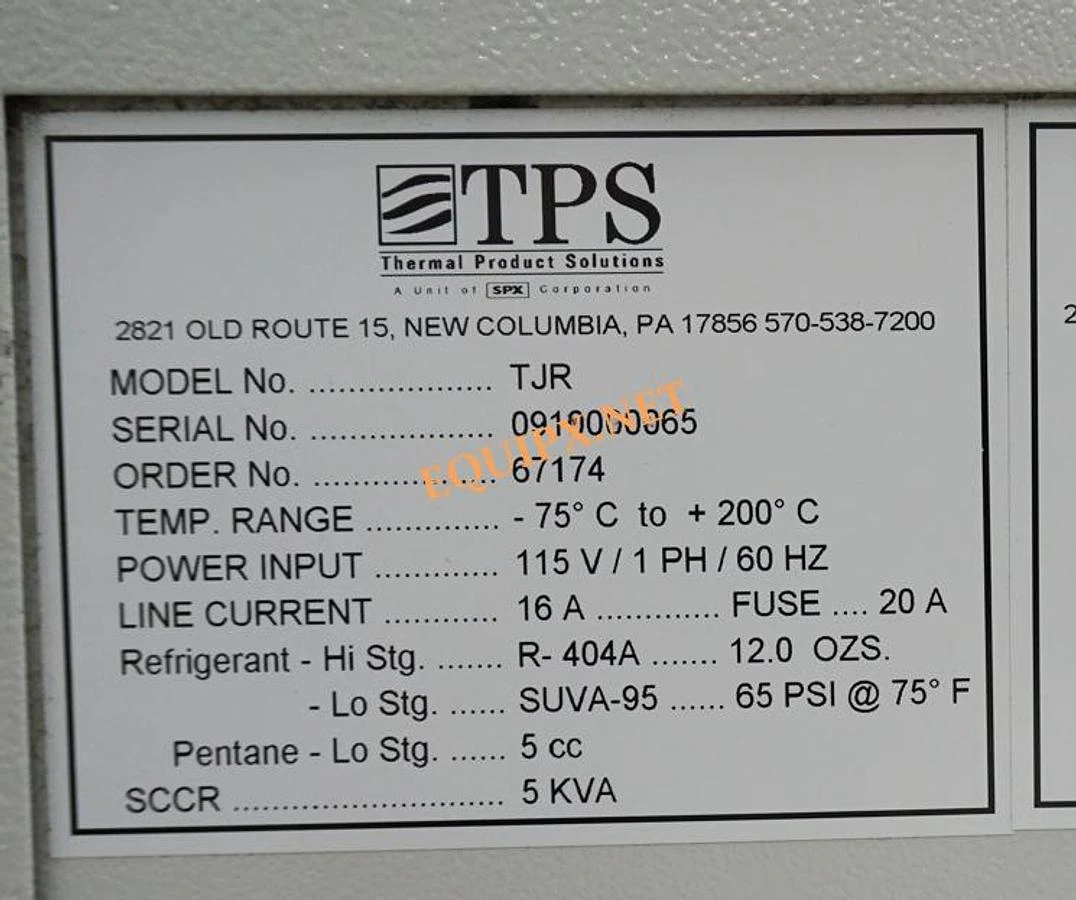 TPS
Thermal Product Solutions
A Unit of SPX Corporation
2821 OLD ROUTE 15, NEW COLUMBIA, PA 17856 570-538-7200
MODEL No. .................... TJR
SERIAL No. .................... 0910000065
EQUIPX.NET
ORDER No. .................... 67174
TEMP. RANGE .............. - 75° C to + 200° C
POWER INPUT ............. 115 V / 1 PH / 60 HZ
LINE CURRENT ............ 16 A ............. FUSE .... 20 A
Refrigerant - Hi Stg. ....... R- 404A ....... 12.0 OZS.
- Lo Stg. ...... SUVA-95 ...... 65 PSI @ 75° F
Pentane - Lo Stg. ...... 5 cc
SCCR ............................. 5 KVA
2